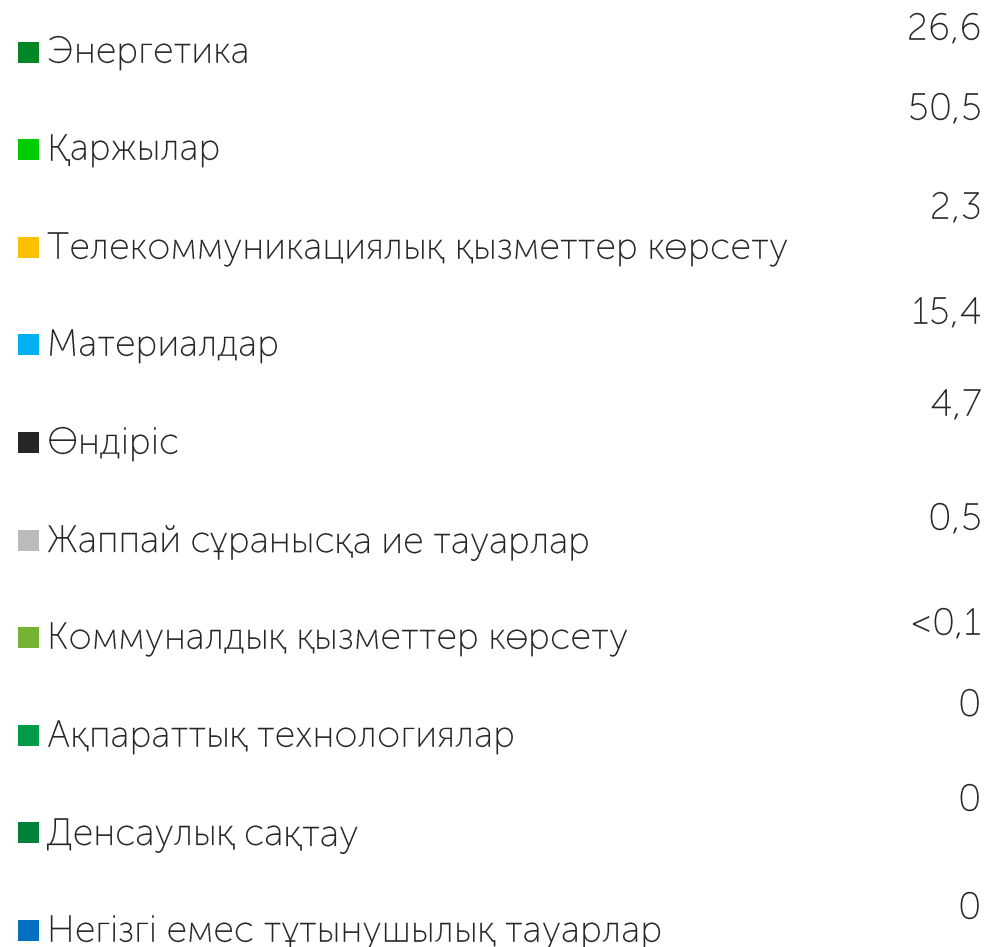 Энергетика 26,6
Қаржылар 50,5
Телекоммуникациялық қызметтер көрсету 2,3
Материалдар 15,4
Өндіріс 4,7
Жаппай сұранысқа ие тауарлар 0,5
Коммуналдық қызметтер көрсету <0,1
Ақпараттық технологиялар 0
Денсаулық сақтау 0
Негізгі емес тұтынушылық тауарлар 0